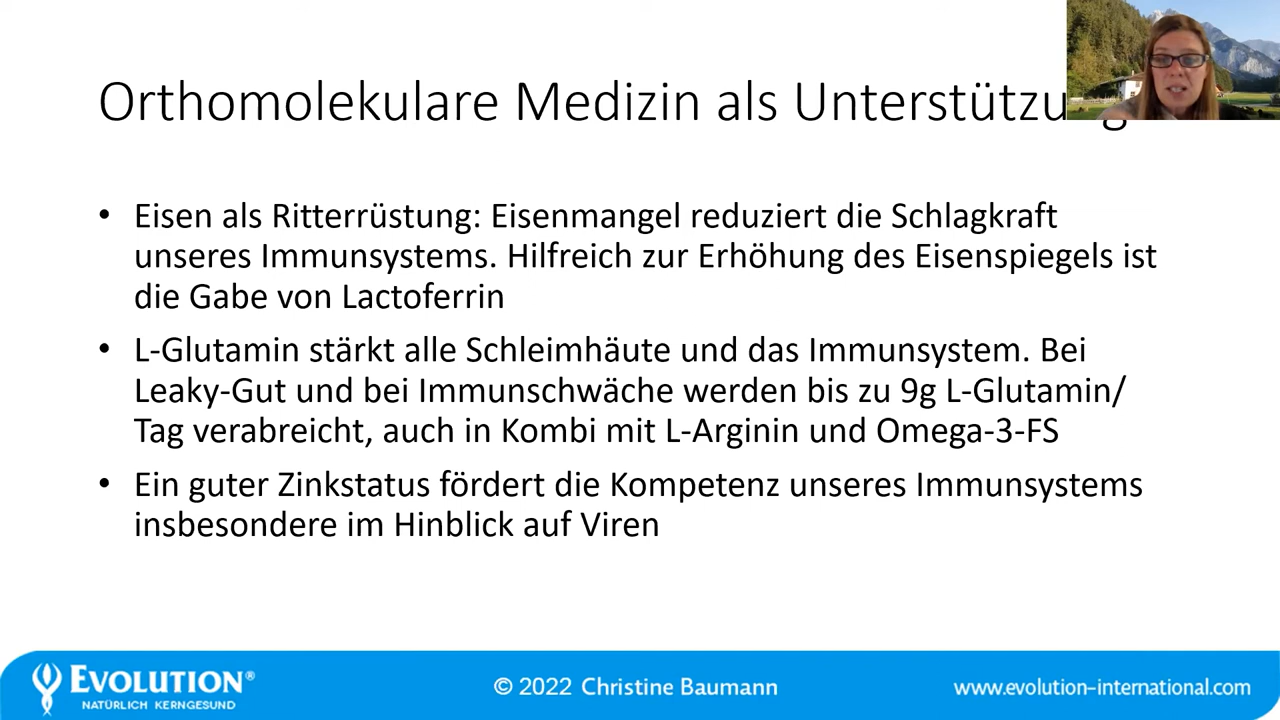 Orthomolekulare Medizin als
• Eisen als Ritterrüstung: Eisenmangel reduziert die Schlagkraft
unseres Immunsystems. Hilfreich zur Erhöhung des Eisenspiegels ist
die Gabe von Lactoferrin
• L-Glutamin stärkt alle Schleimhäute und das Immunsystem. Bei
Leaky-Gut und bei Immunschwäche werden bis zu 9g L-Glutamin/
Tag verabreicht, auch in Kombi mit L-Arginin und Omega-3-FS
• Ein guter Zinkstatus fördert die Kompetenz unseres Immunsystems
insbesondere im Hinblick auf Viren
EVOLUTION®
NATÜRLICH KERNGESUND
© 2022 Christine Baumann
www.evolution-international.com